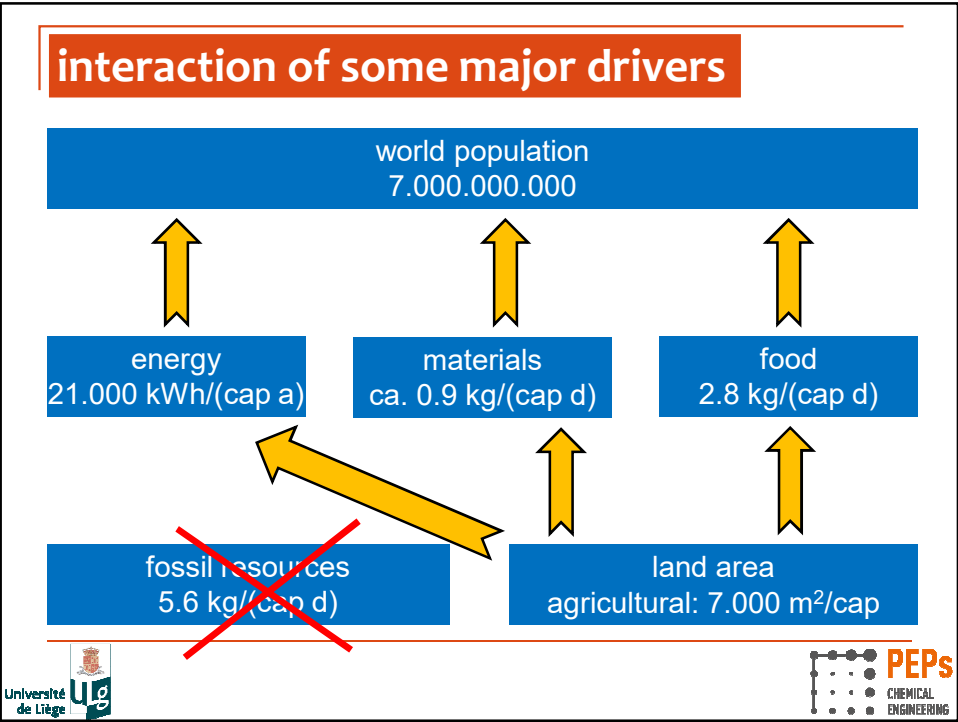 interaction of some major drivers
world population
7.000.000.000
energy
21.000 kWh/(cap a)
materials
ca. 0.9 kg/(cap d)
food
2.8 kg/(cap d)
fossil resources
5.6 kg/(cap d)
land area
agricultural: 7.000 m²/cap
Université
de Liège
ug
PEPs
CHEMICAL
ENGINEERING